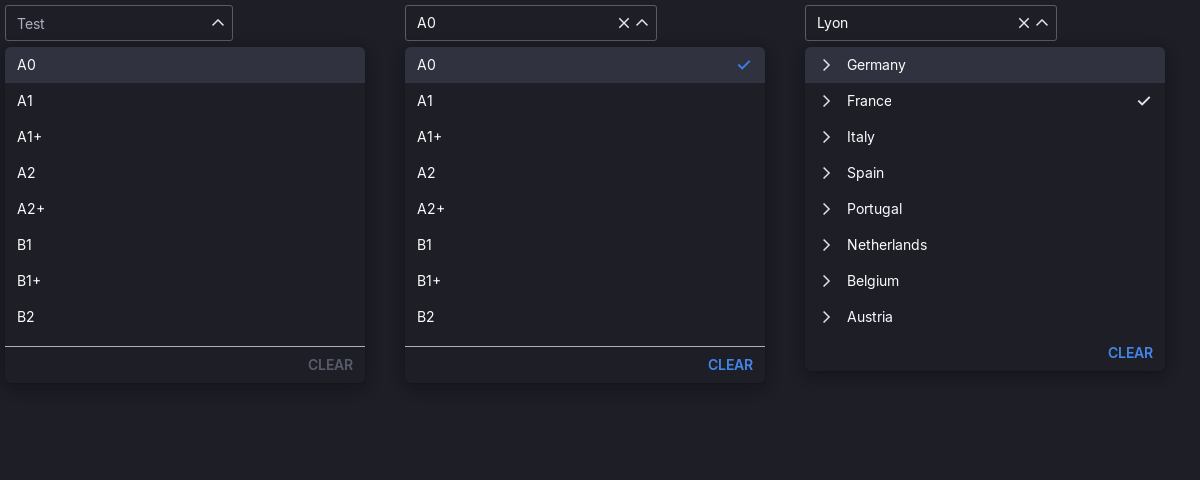 Test
A0
A1
A1+
A2
A2+
B1
B1+
B2
CLEAR
A0
A0
A1
A1+
A2
A2+
B1
B1+
B2
CLEAR
Lyon
Germany
France
Italy
Spain
Portugal
Netherlands
Belgium
Austria
CLEAR